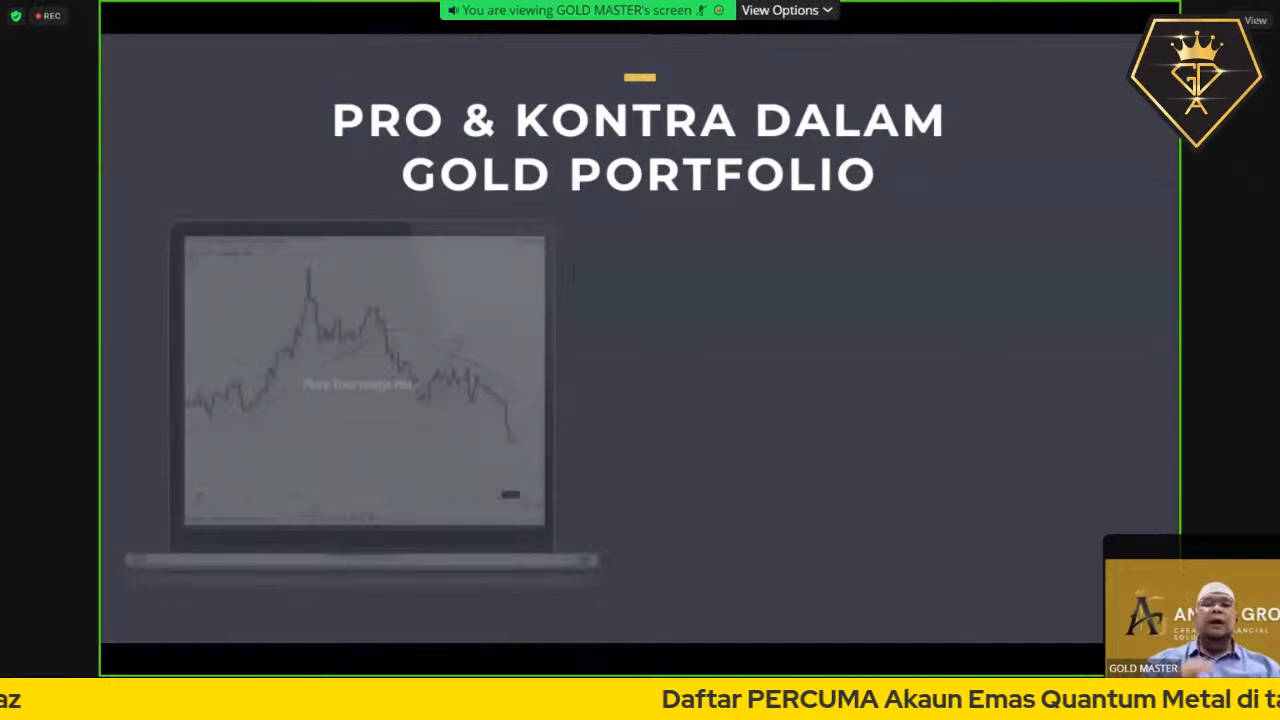 REC
You are viewing GOLD MASTER's screen
View Options
View
GDA
PRO & KONTRA DALAM
GOLD PORTFOLIO
GOLD MASTER
az
Daftar PERCUMA Akaun Emas Quantum Metal di ta